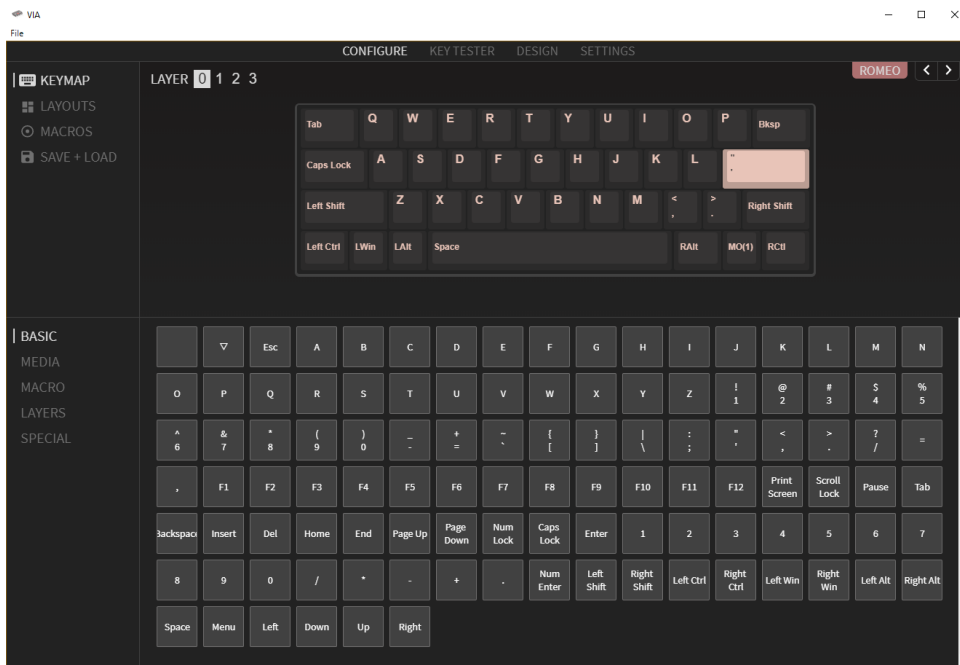 VIA
File
CONFIGURE KEY TESTER DESIGN SETTINGS
KEYMAP
LAYOUTS
MACROS
SAVE + LOAD
LAYER 0 1 2 3
ROMEO
Tab Q W E R T Y U I O P Bksp
Caps Lock A S D F G H J K L " '
Left Shift Z X C V B N M < , > . Right Shift
Left Ctrl LWin LAlt Space RAlt MO(1) RCtl
BASIC
MEDIA
MACRO
LAYERS
SPECIAL
▽ Esc A B C D E F G H I J K L M N
O P Q R S T U V W X Y Z ! 1 @ 2 # 3 $ 4 % 5
^ 6 & 7 * 8 ( 9 ) 0 _ - + = ~ ` { [ } ] | \ : ; " ' < , > . ? / =
, F1 F2 F3 F4 F5 F6 F7 F8 F9 F10 F11 F12 Print Screen Scroll Lock Pause Tab
Backspace Insert Del Home End Page Up Page Down Num Lock Caps Lock Enter 1 2 3 4 5 6 7
8 9 0 / * - + . Num Enter Left Shift Right Shift Left Ctrl Right Ctrl Left Win Right Win Left Alt Right Alt
Space Menu Left Down Up Right